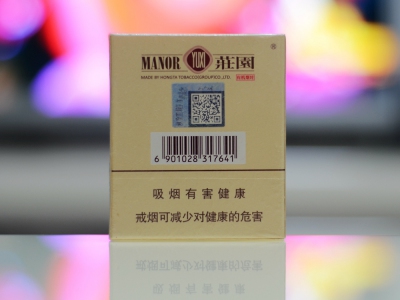 MANOR YUXI 莊園
MADE BY HONGTA TOBACCO(GROUP)CO.,LTD
6 901028 317641
吸烟有害健康
戒烟可减少对健康的危害